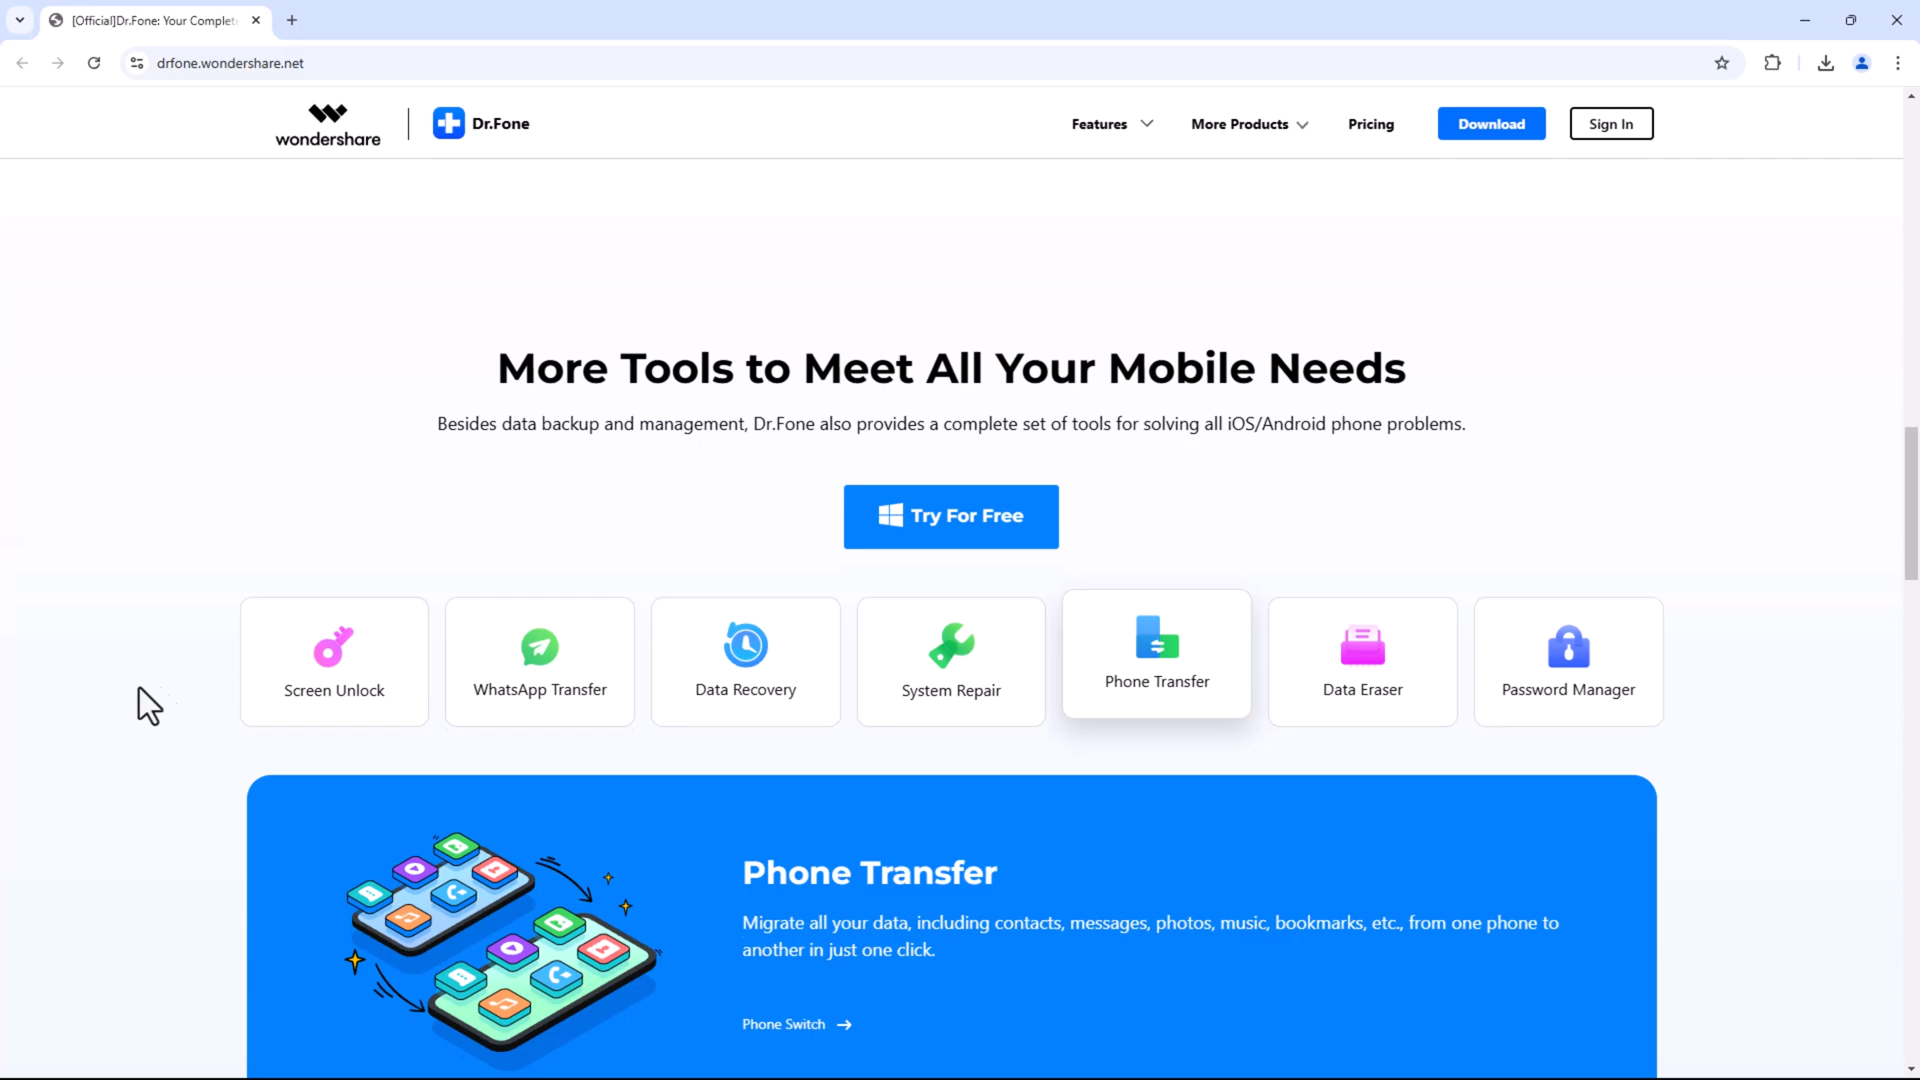 [Official]Dr.Fone: Your Complet
drfone.wondershare.net
wondershare
Dr.Fone
Features
More Products
Pricing
Download
Sign In
More Tools to Meet All Your Mobile Needs
Besides data backup and management, Dr.Fone also provides a complete set of tools for solving all iOS/Android phone problems.
Try For Free
Screen Unlock
WhatsApp Transfer
Data Recovery
System Repair
Phone Transfer
Data Eraser
Password Manager
Phone Transfer
Migrate all your data, including contacts, messages, photos, music, bookmarks, etc., from one phone to
another in just one click.
Phone Switch